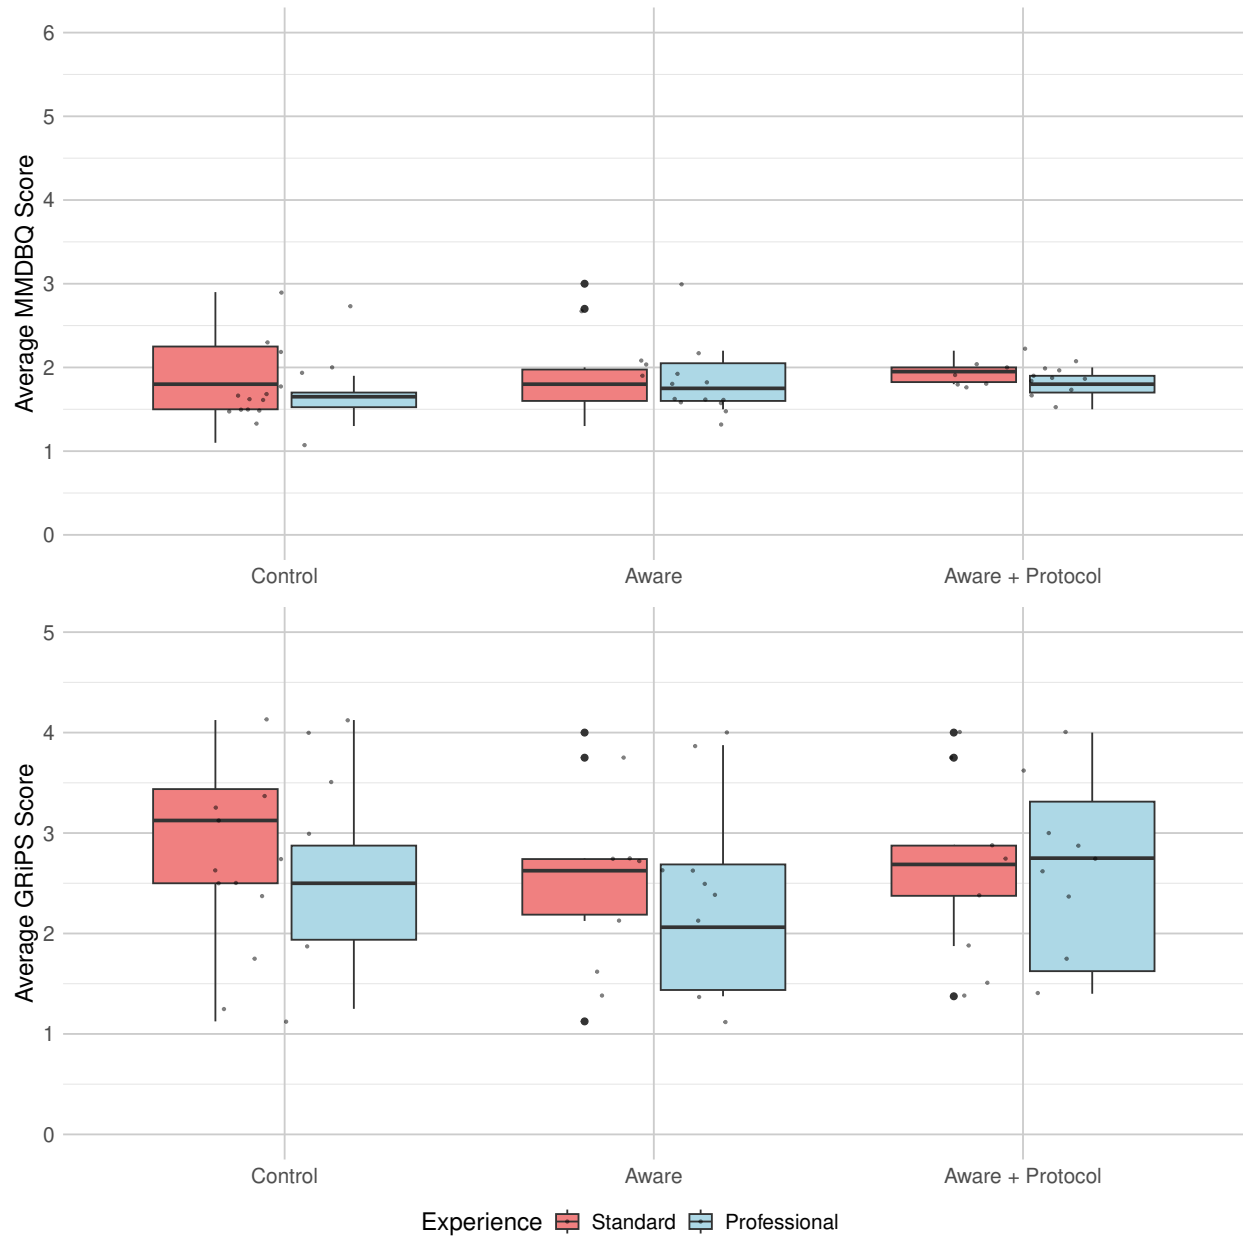 Average MMDBQ Score
6
5
4
3
2
1
0
Control Aware Aware + Protocol
Average GRiPS Score
5
4
3
2
1
0
Control Aware Aware + Protocol
Experience Standard Professional